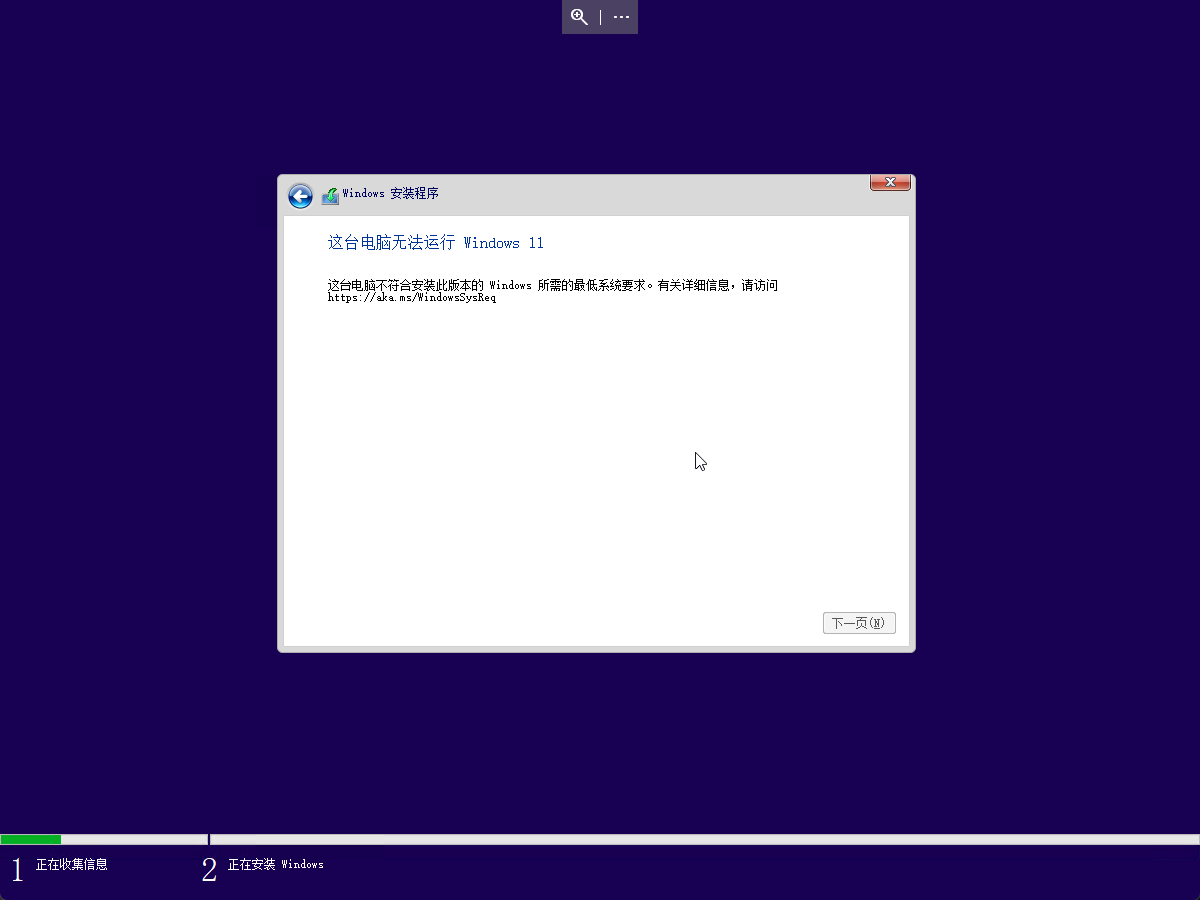 Windows 安装程序
这台电脑无法运行 Windows 11
这台电脑不符合安装此版本的 Windows 所需的最低系统要求。有关详细信息，请访问
https://aka.ms/WindowsSysReq
下一页(N)
1 正在收集信息
2 正在安装 Windows